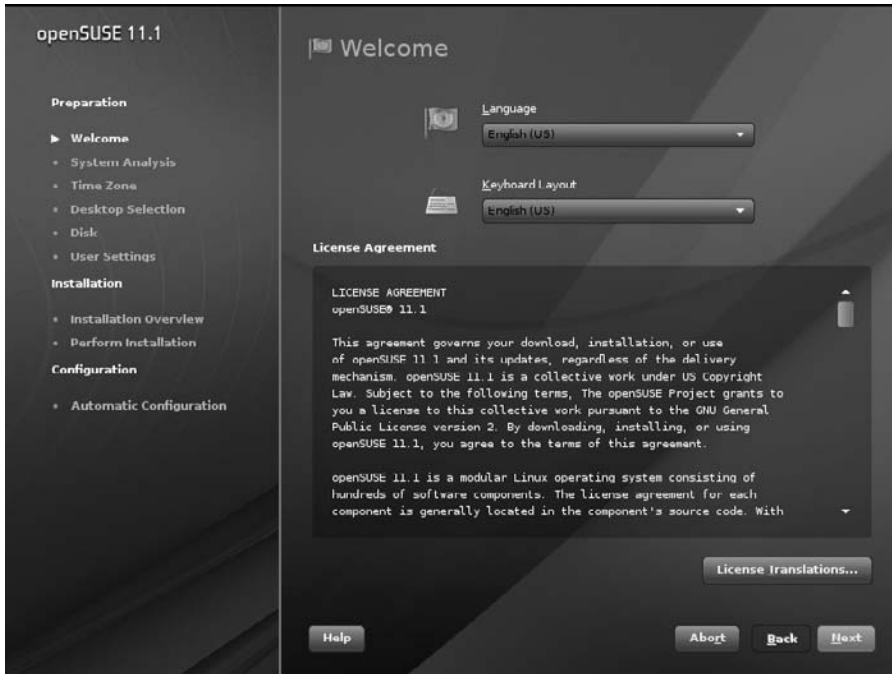 openSUSE 11.1
Preparation
Welcome
System Analysis
Time Zone
Desktop Selection
Disk
User Settings
Installation
Installation Overview
Perform Installation
Configuration
Automatic Configuration
Welcome
Language
English (US)
Keyboard Layout
English (US)
License Agreement
LICENSE AGREEMENT
openSUSE® 11.1
This agreement governs your download, installation, or use
of openSUSE 11.1 and its updates, regardless of the delivery
mechanism. openSUSE 11.1 is a collective work under US Copyright
Law. Subject to the following terms, The openSUSE Project grants to
you a license to this collective work pursuant to the GNU General
Public License version 2. By downloading, installing, or using
openSUSE 11.1, you agree to the terms of this agreement.
openSUSE 11.1 is a modular Linux operating system consisting of
hundreds of software components. The license agreement for each
component is generally located in the component's source code. With
License Translations...
Help
Abort
Back
Next